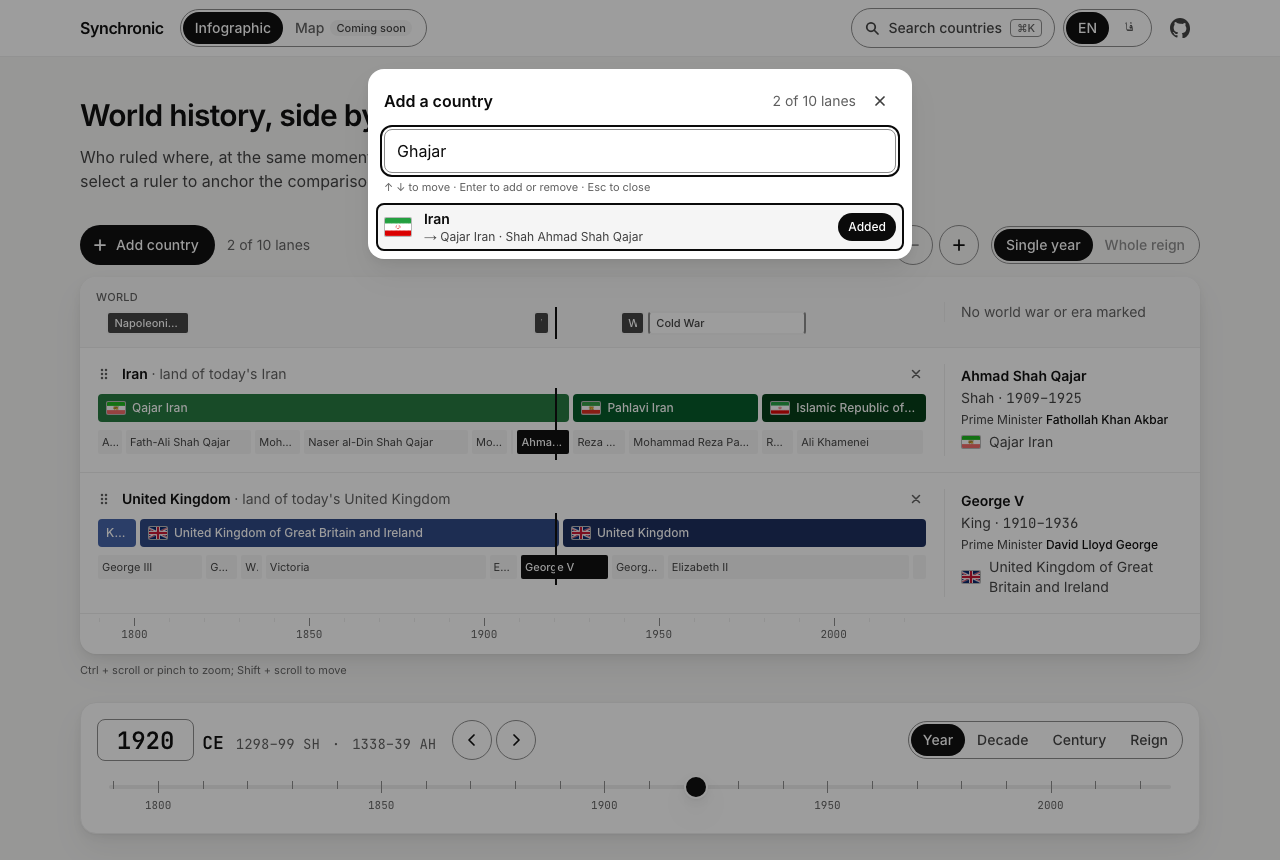 Synchronic
Infographic
Map
Coming soon
Search countries
⌘K
EN
فا
Add a country
2 of 10 lanes
Ghajar
↑ ↓ to move · Enter to add or remove · Esc to close
Iran
→ Qajar Iran · Shah Ahmad Shah Qajar
Added
World history, side by
Who ruled where, at the same
select a ruler to anchor the
Add country
2 of 10 lanes
Single year
Whole reign
WORLD
Napoleoni...
W
Cold War
No world war or era marked
Iran · land of today's Iran
Qajar Iran
Pahlavi Iran
Islamic Republic of...
A...
Fath-Ali Shah Qajar
Moh...
Naser al-Din Shah Qajar
Mo...
Ahma...
Reza ...
Mohammad Reza Pa...
R...
Ali Khamenei
Ahmad Shah Qajar
Shah · 1909–1925
Prime Minister Fathollah Khan Akbar
Qajar Iran
United Kingdom · land of today's United Kingdom
K...
United Kingdom of Great Britain and Ireland
United Kingdom
George III
G...
W.
Victoria
E...
George V
Georg...
Elizabeth II
George V
King · 1910–1936
Prime Minister David Lloyd George
United Kingdom of Great
Britain and Ireland
1800
1850
1900
1950
2000
Ctrl + scroll or pinch to zoom; Shift + scroll to move
1920 CE 1298–99 SH · 1338–39 AH
Year
Decade
Century
Reign
1800
1850
1900
1950
2000